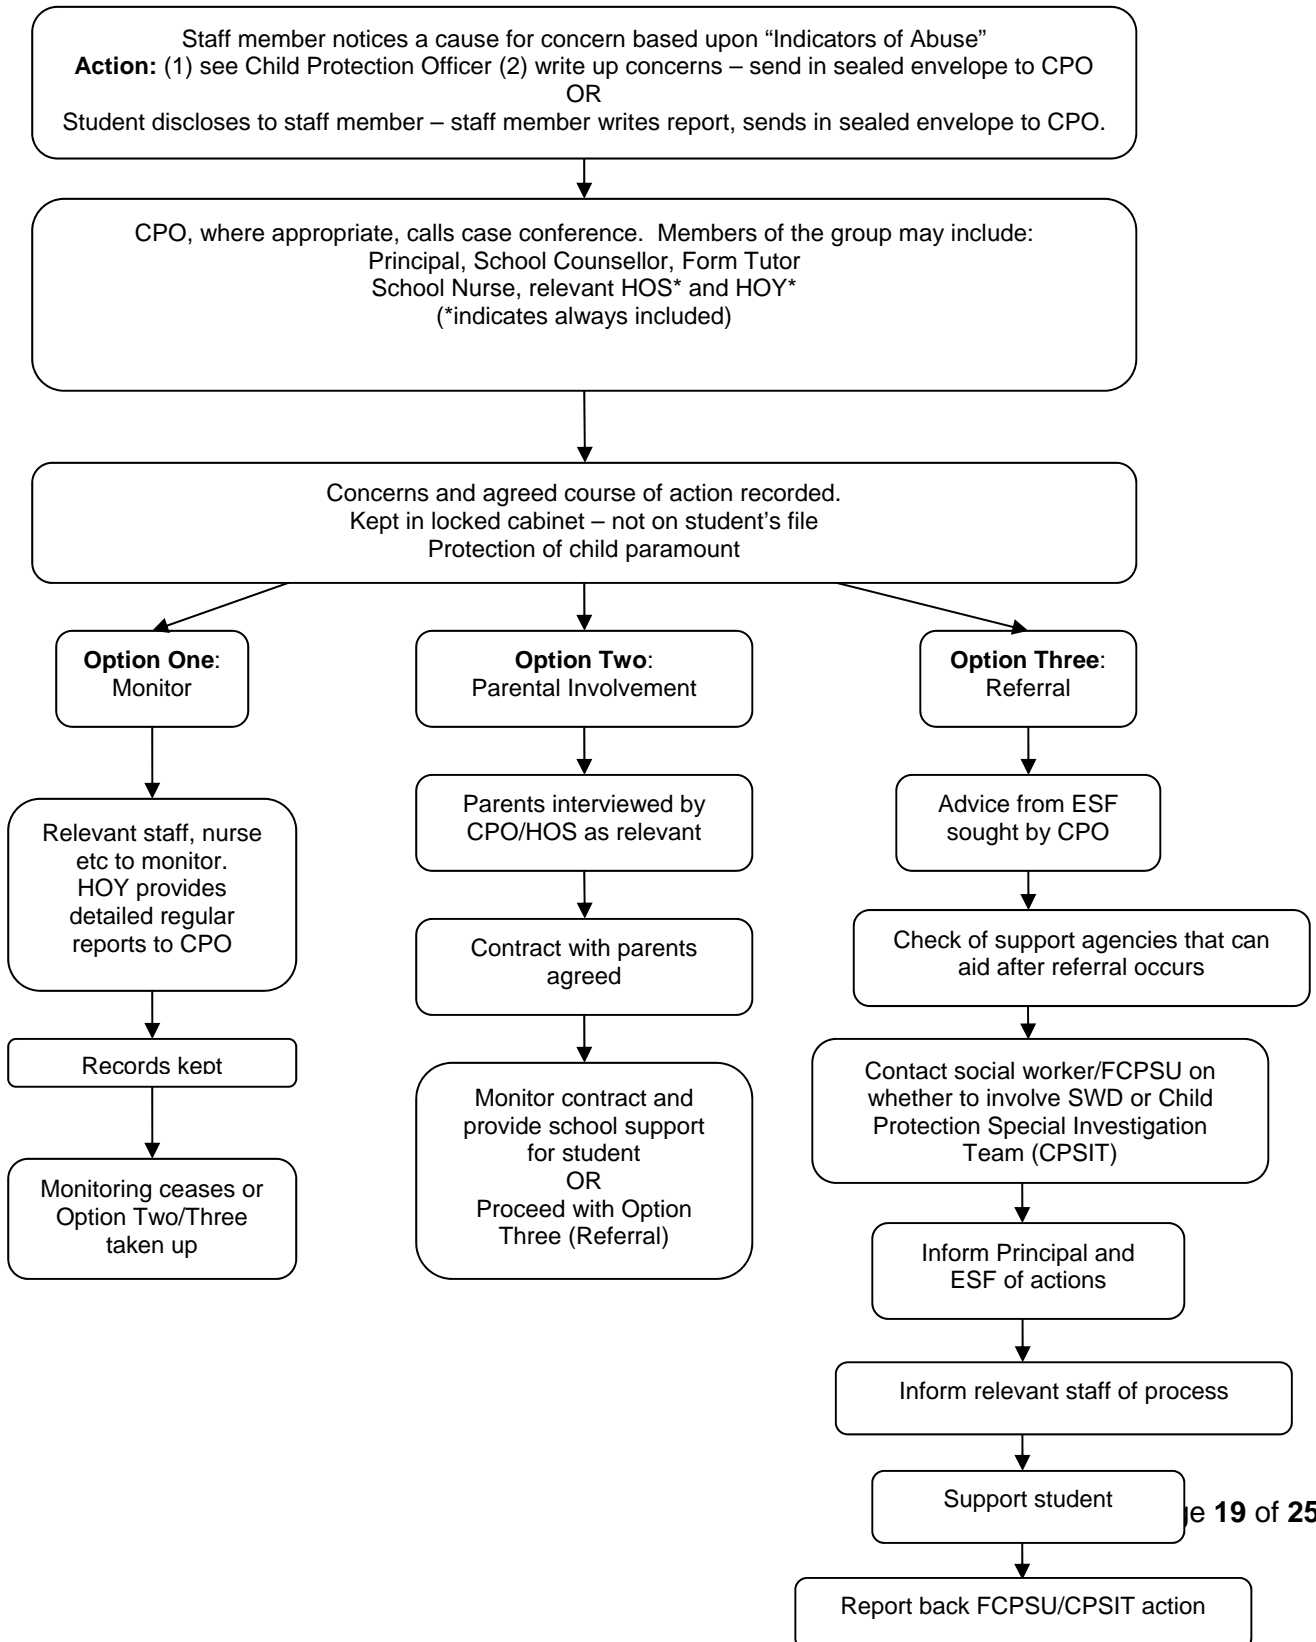 Staff member notices a cause for concern based upon “Indicators of Abuse”
Action: (1) see Child Protection Officer (2) write up concerns – send in sealed envelope to CPO
OR
Student discloses to staff member – staff member writes report, sends in sealed envelope to CPO.
CPO, where appropriate, calls case conference.  Members of the group may include:
Principal, School Counsellor, Form Tutor
School Nurse, relevant HOS* and HOY*
(*indicates always included)
Concerns and agreed course of action recorded.
Kept in locked cabinet – not on student’s file
Protection of child paramount
Option One:
Monitor
Relevant staff, nurse
etc to monitor.
HOY provides
detailed regular
reports to CPO
Records kept
Monitoring ceases or
Option Two/Three
taken up
Option Two:
Parental Involvement
Parents interviewed by
CPO/HOS as relevant
Contract with parents
agreed
Monitor contract and
provide school support
for student
OR
Proceed with Option
Three (Referral)
Option Three:
Referral
Advice from ESF
sought by CPO
Check of support agencies that can
aid after referral occurs
Contact social worker/FCPSU on
whether to involve SWD or Child
Protection Special Investigation
Team (CPSIT)
Inform Principal and
ESF of actions
Inform relevant staff of process
Support student
19 of 25
Report back FCPSU/CPSIT action